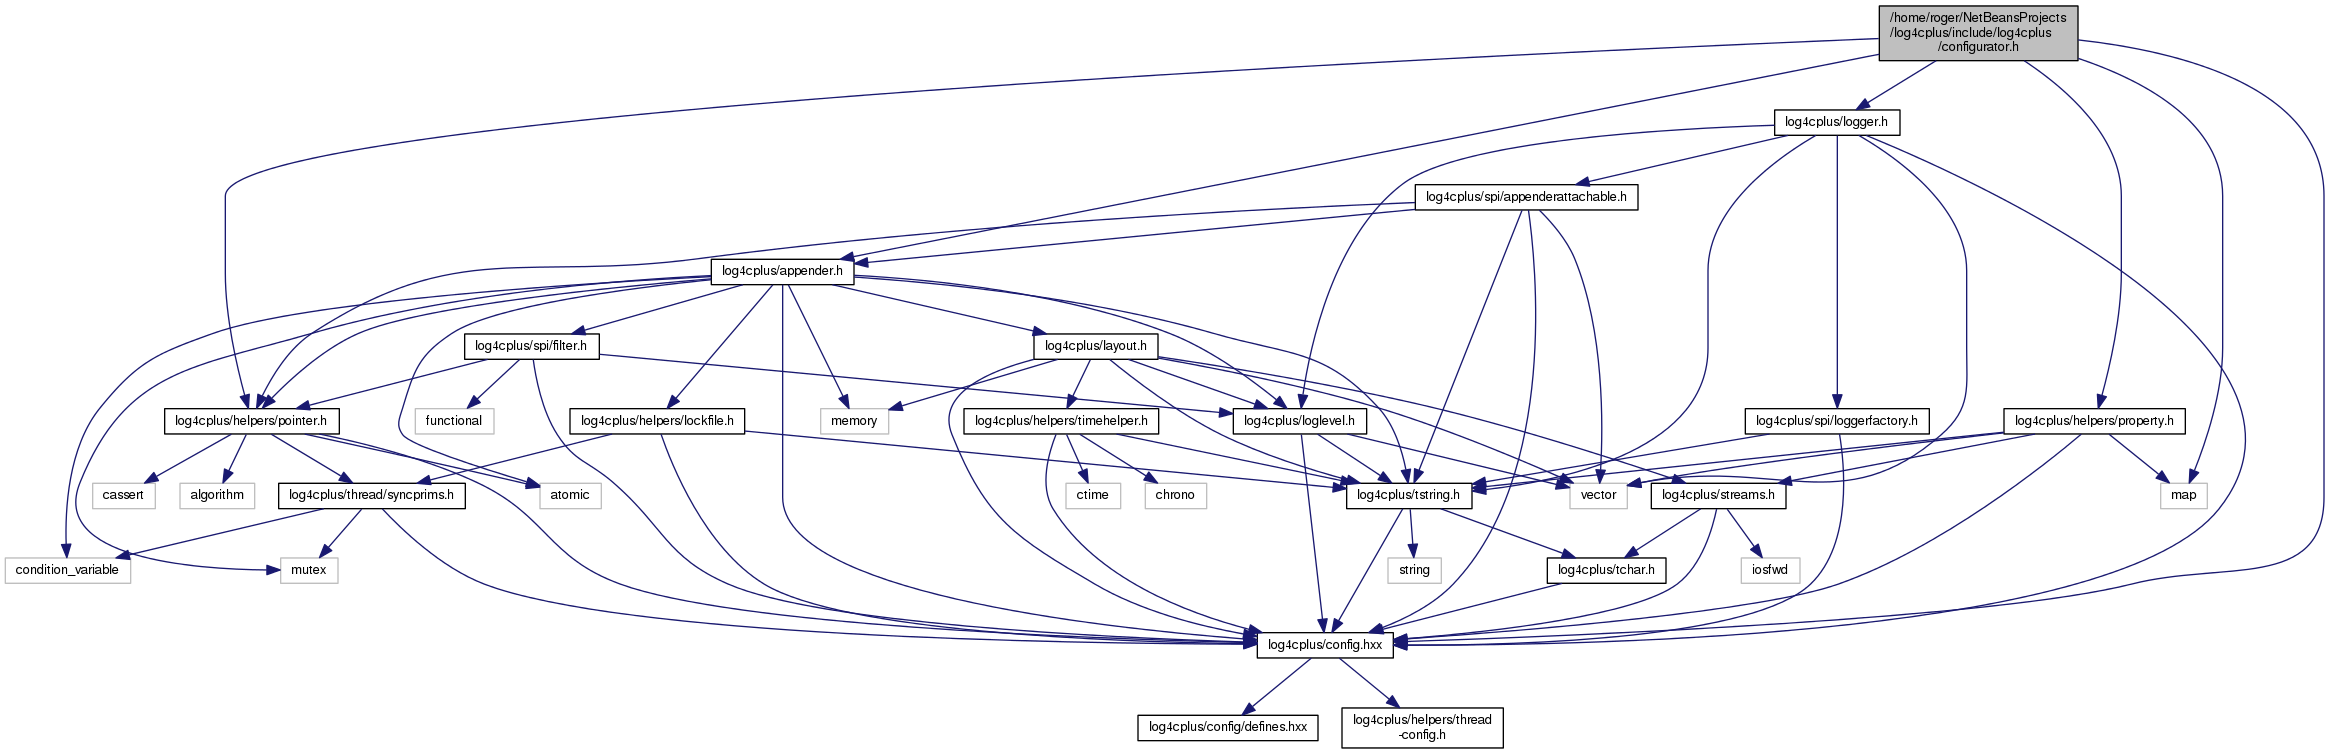 /home/roger/NetBeansProjects
/log4cplus/include/log4cplus
/configurator.h
log4cplus/logger.h
log4cplus/spi/appenderattachable.h
log4cplus/appender.h
log4cplus/spi/filter.h
log4cplus/layout.h
log4cplus/helpers/pointer.h
functional
log4cplus/helpers/lockfile.h
memory
log4cplus/helpers/timehelper.h
log4cplus/loglevel.h
log4cplus/spi/loggerfactory.h
log4cplus/helpers/property.h
cassert
algorithm
log4cplus/thread/syncprims.h
atomic
ctime
chrono
log4cplus/tstring.h
vector
log4cplus/streams.h
map
condition_variable
mutex
string
log4cplus/tchar.h
iosfwd
log4cplus/config.hxx
log4cplus/config/defines.hxx
log4cplus/helpers/thread
-config.h